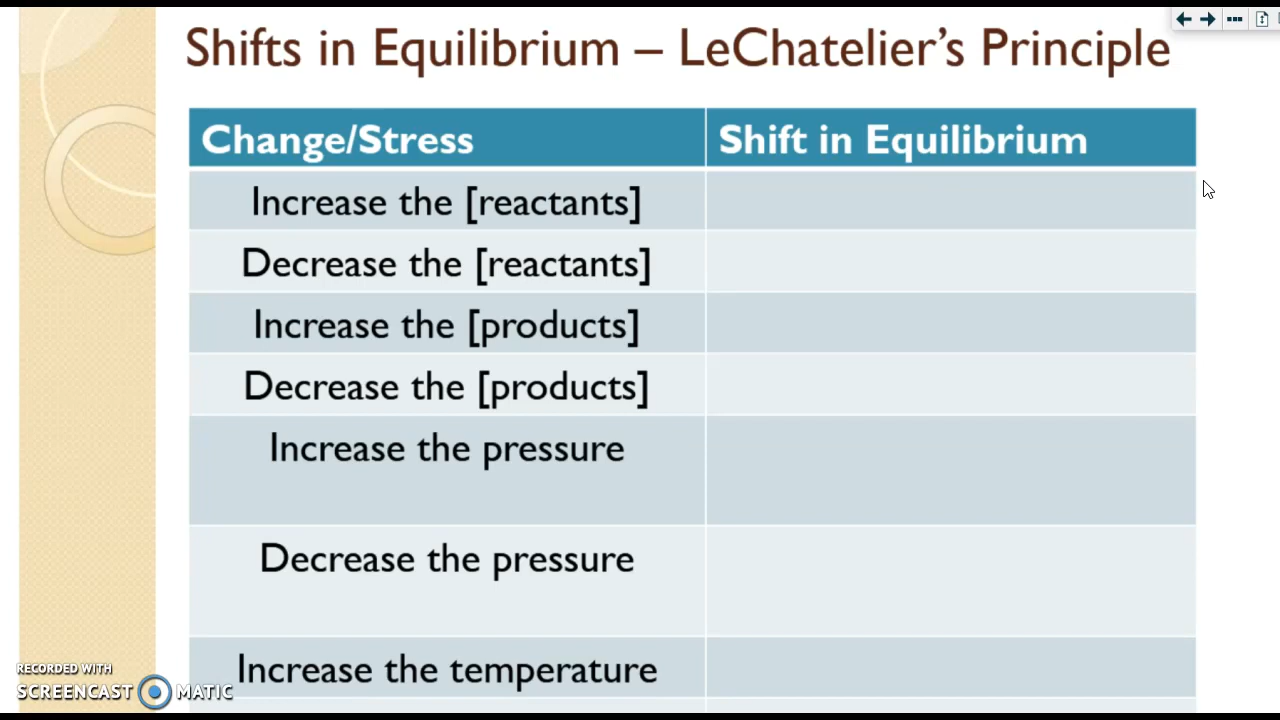 Shifts in Equilibrium – LeChatelier’s Principle
Change/Stress
Shift in Equilibrium
Increase the [reactants]
Decrease the [reactants]
Increase the [products]
Decrease the [products]
Increase the pressure
Decrease the pressure
Increase the temperature
RECORDED WITH
SCREENCAST MATIC